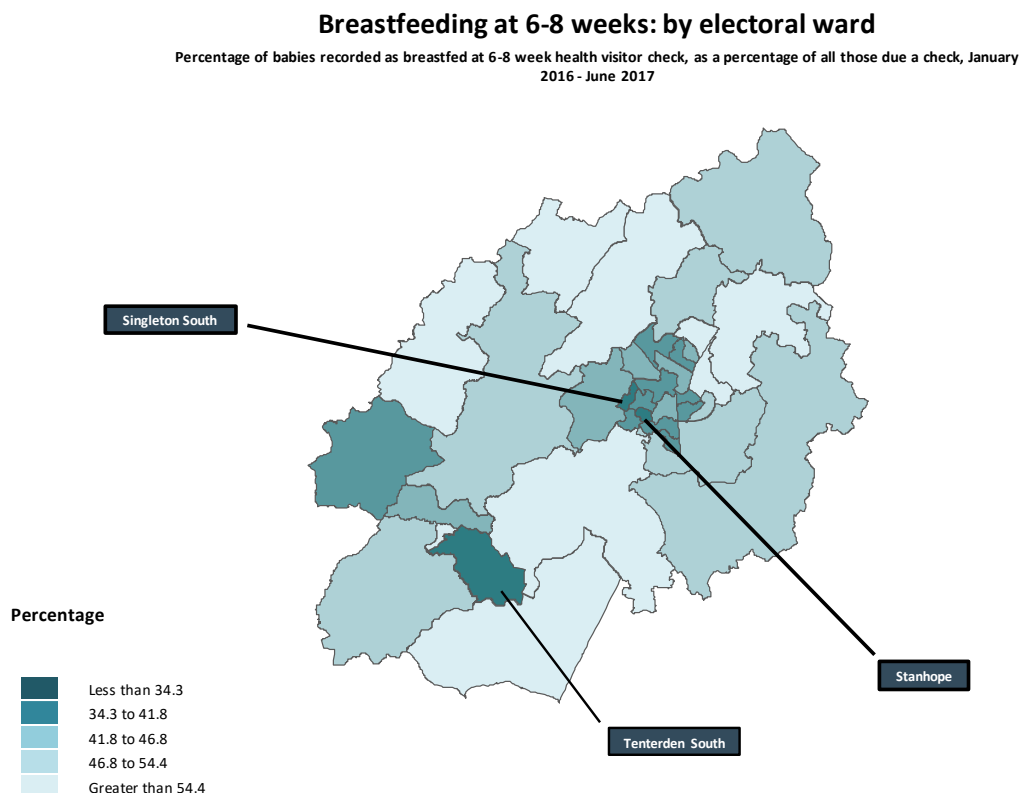 Breastfeeding at 6-8 weeks: by electoral ward
Percentage of babies recorded as breastfed at 6-8 week health visitor check, as a percentage of all those due a check, January
2016 - June 2017
Singleton South
Percentage
Less than 34.3
34.3 to 41.8
41.8 to 46.8
46.8 to 54.4
Greater than 54.4
Stanhope
Tenterden South